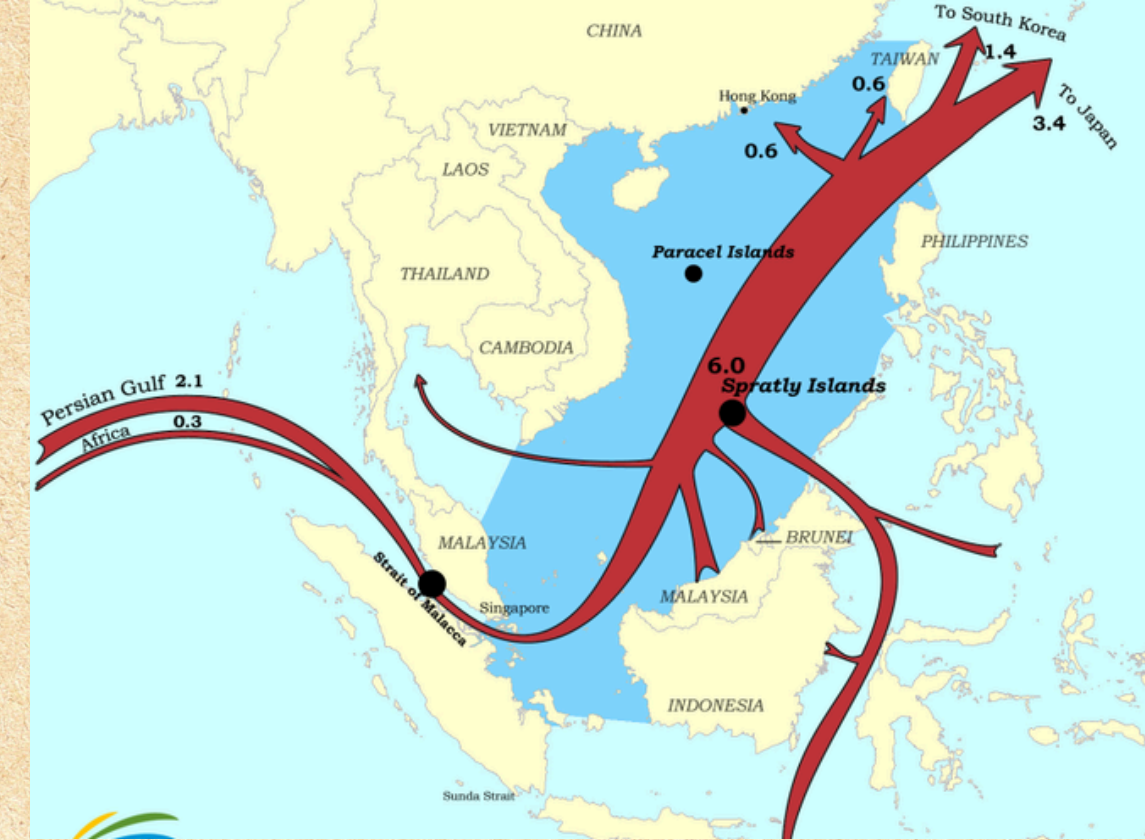 To South Korea
CHINA
1.4
TAIWAN
0.6
Hong Kong
To Japan
3.4
VIETNAM
0.6
LAOS
PHILIPPINES
Paracel Islands
THAILAND
CAMBODIA
6.0
Spratly Islands
Persian Gulf 2.1
Africa 0.3
MALAYSIA
BRUNEI
Strait of Malacca
Singapore
MALAYSIA
INDONESIA
Sunda Strait